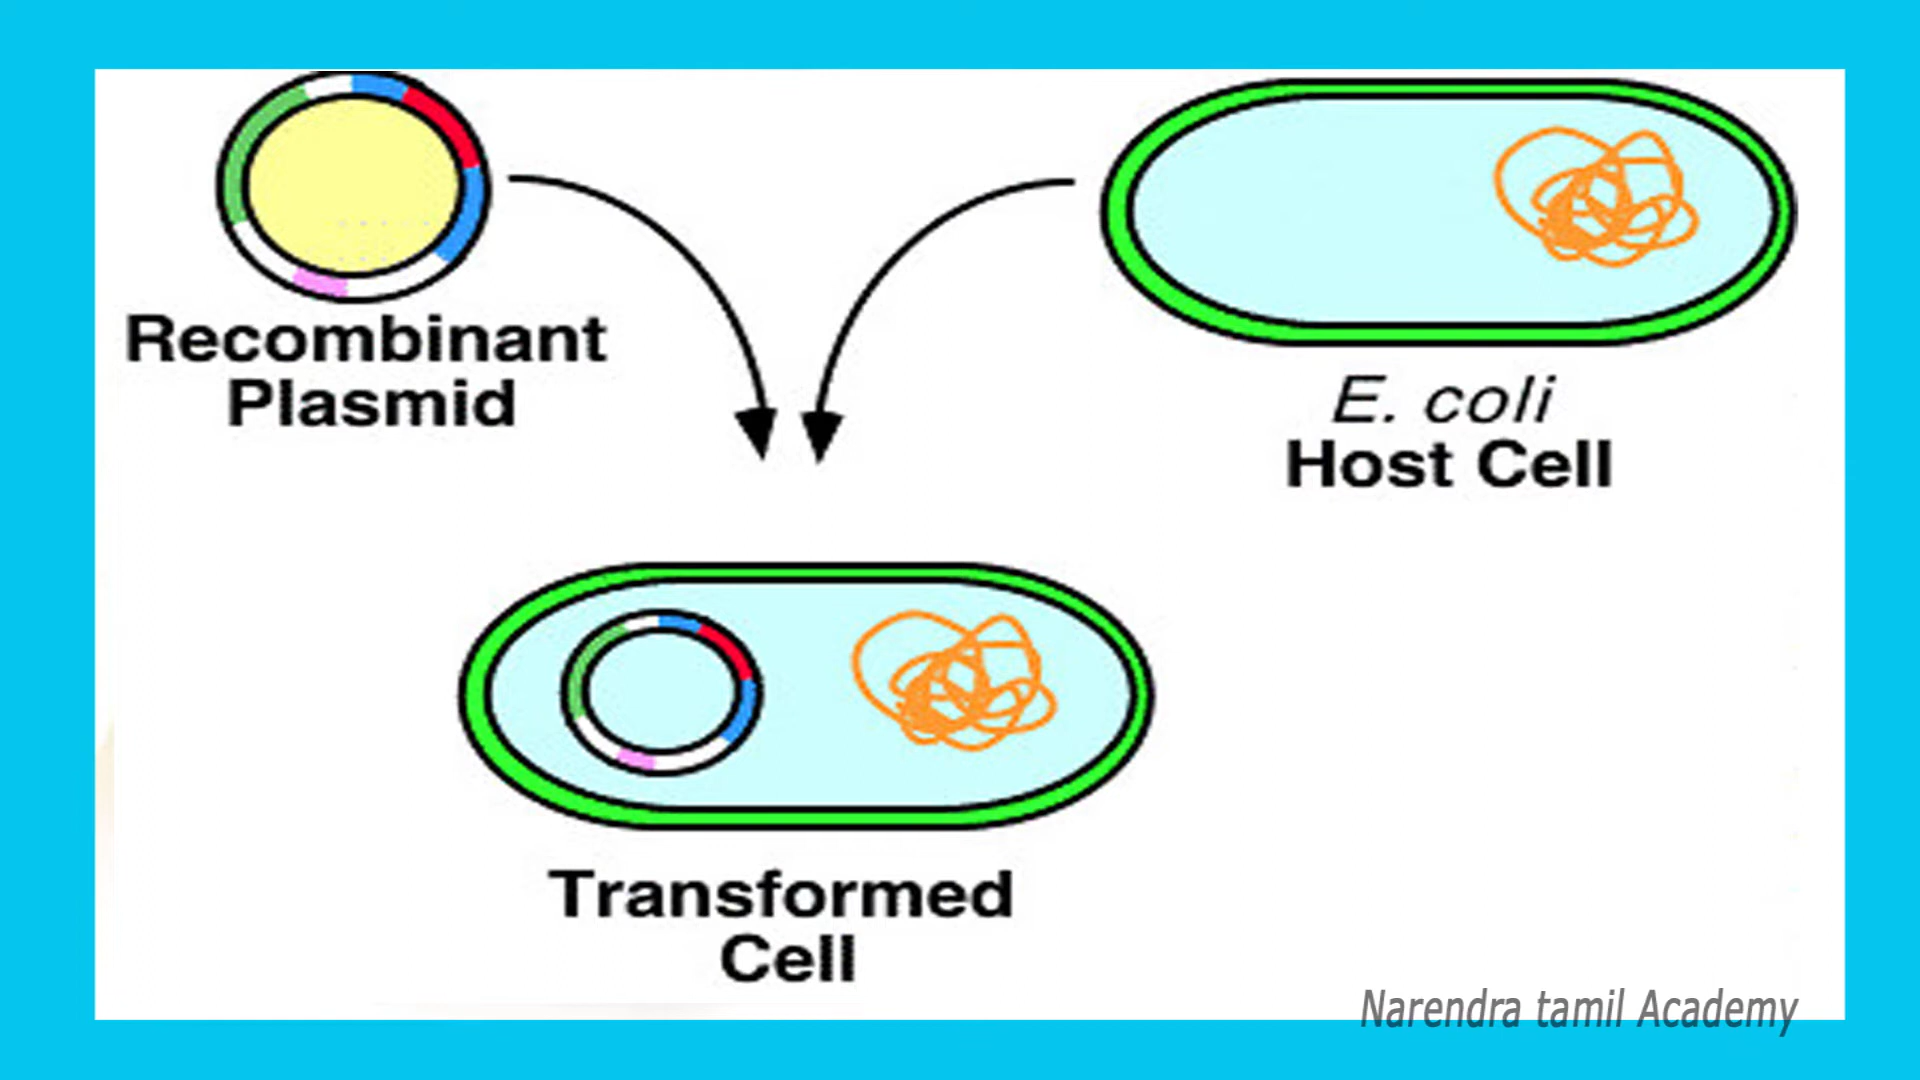 Recombinant
Plasmid
E. coli
Host Cell
Transformed
Cell
Narendra tamil Academy